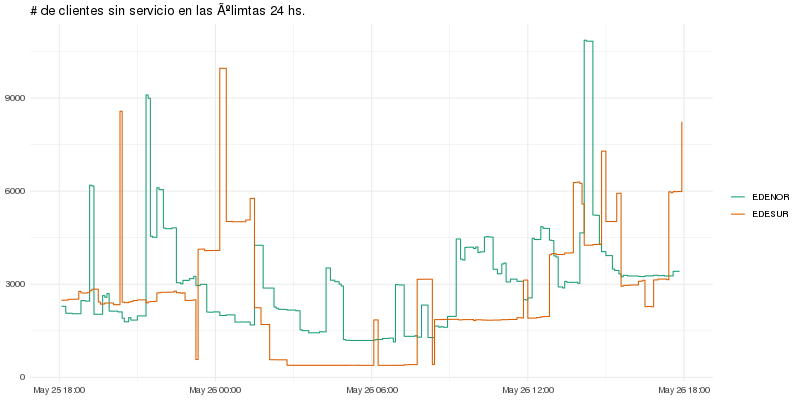 # de clientes sin servicio en las Ãºlimtas 24 hs.
9000
6000
3000
0
May 25 18:00
May 26 00:00
May 26 06:00
May 26 12:00
May 26 18:00
EDENOR
EDESUR